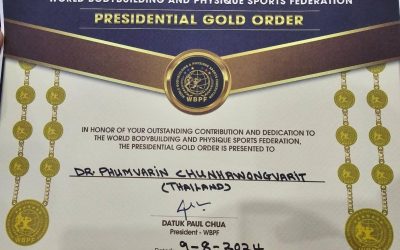 WORLD BODYBUILDING AND PHYSIQUE SPORTS FEDERATION
PRESIDENTIAL GOLD ORDER
WBPF
IN HONOR OF YOUR OUTSTANDING CONTRIBUTION AND DEDICATION TO
THE WORLD BODYBUILDING AND PHYSIQUE SPORTS FEDERATION,
THE PRESIDENTIAL GOLD ORDER IS PRESENTED TO
DR. PHUMVARIN CHUNHAWONGVARIT
(THAILAND)
DATUK PAUL CHUA
President - WBPF
Dated: 9-8-2024